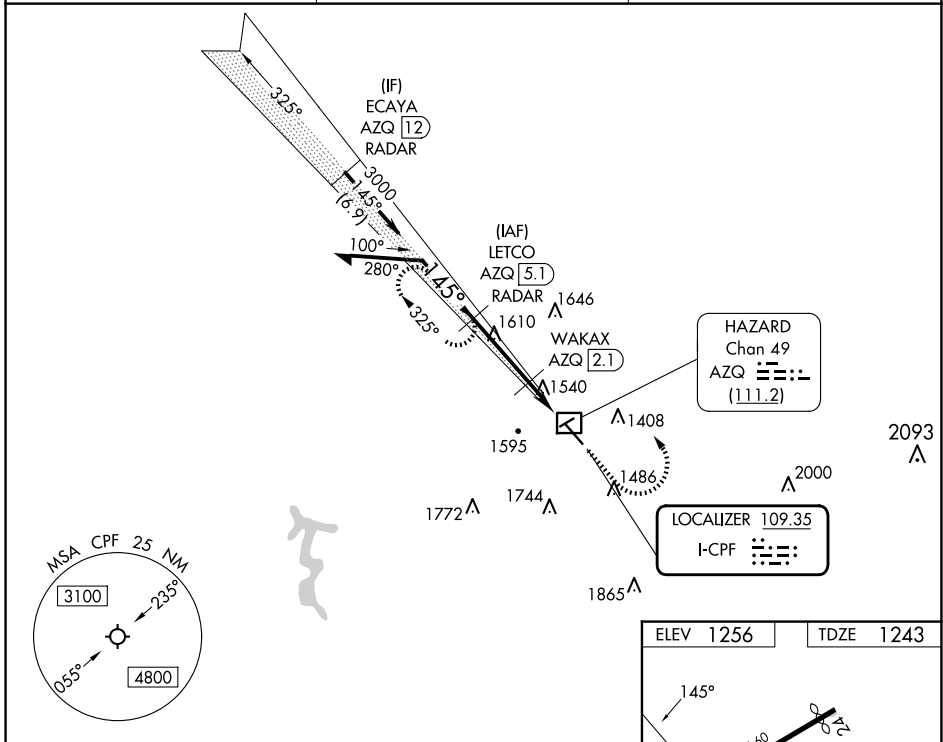 325°
(IF)
ECAYA
AZQ 12
RADAR
3000
145°
(6.9)
(IAF)
LETCO
AZQ 5.1
RADAR
100°
280°
145°
325°
1646
1610
WAKAX
AZQ 2.1
1540
HAZARD
Chan 49
AZQ
(111.2)
1408
1595
2093
1486
2000
1772
1744
LOCALIZER 109.35
I-CPF
1865
MSA CPF 25 NM
3100
235°
055°
4800
ELEV 1256
TDZE 1243
145°
24